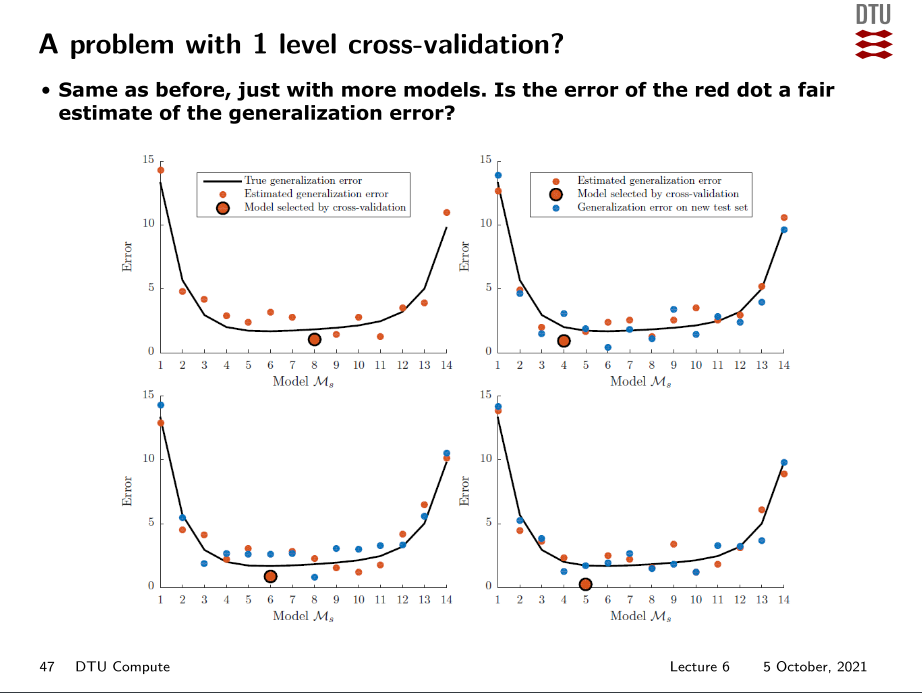 DTU
A problem with 1 level cross-validation?
• Same as before, just with more models. Is the error of the red dot a fair
estimate of the generalization error?
15
10
5
0
Error
True generalization error
Estimated generalization error
Model selected by cross-validation
1 2 3 4 5 6 7 8 9 10 11 12 13 14
Model Mₛ
15
10
5
0
Error
Estimated generalization error
Model selected by cross-validation
Generalization error on new test set
1 2 3 4 5 6 7 8 9 10 11 12 13 14
Model Mₛ
15
10
5
0
Error
1 2 3 4 5 6 7 8 9 10 11 12 13 14
Model Mₛ
15
10
5
0
Error
1 2 3 4 5 6 7 8 9 10 11 12 13 14
Model Mₛ
47 DTU Compute Lecture 6 5 October, 2021